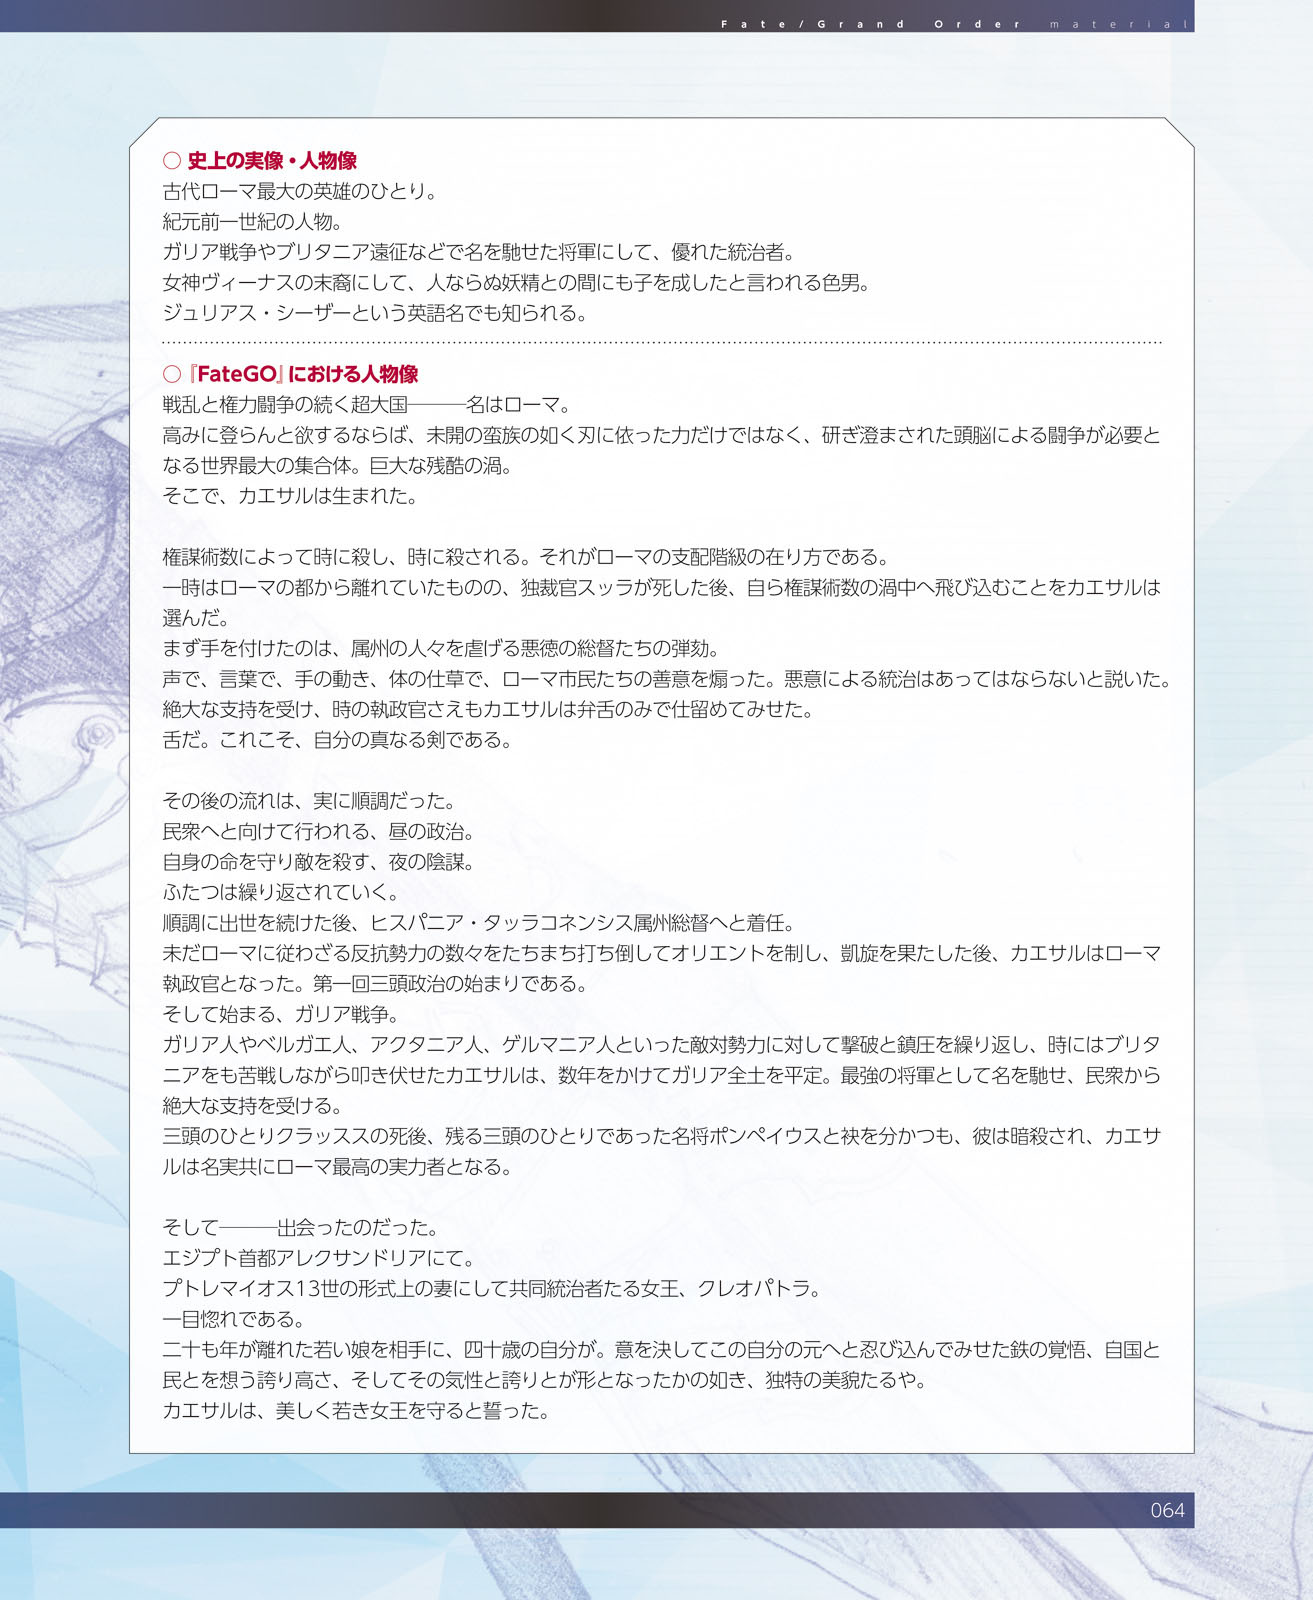 Fate/Grand Order material
○ 史上の実像・人物像
古代ローマ最大の英雄のひとり。
紀元前一世紀の人物。
ガリア戦争やブリタニア遠征などで名を馳せた将軍にして、優れた統治者。
女神ヴィーナスの末裔にして、人ならぬ妖精との間にも子を成したと言われる色男。
ジュリアス・シーザーという英語名でも知られる。
○『FateGO』における人物像
戦乱と権力闘争の続く超大国───名はローマ。
高みに登らんと欲するならば、未開の蛮族の如く刃に依った力だけではなく、研ぎ澄まされた頭脳による闘争が必要と
なる世界最大の集合体。巨大な残酷の渦。
そこで、カエサルは生まれた。
権謀術数によって時に殺し、時に殺される。それがローマの支配階級の在り方である。
一時はローマの都から離れていたものの、独裁官スッラが死した後、自ら権謀術数の渦中へ飛び込むことをカエサルは
選んだ。
まず手を付けたのは、属州の人々を虐げる悪徳の総督たちの弾劾。
声で、言葉で、手の動き、体の仕草で、ローマ市民たちの善意を煽った。悪意による統治はあってはならないと説いた。
絶大な支持を受け、時の執政官さえもカエサルは弁舌のみで仕留めてみせた。
舌だ。これこそ、自分の真なる剣である。
その後の流れは、実に順調だった。
民衆へと向けて行われる、昼の政治。
自身の命を守り敵を殺す、夜の陰謀。
ふたつは繰り返されていく。
順調に出世を続けた後、ヒスパニア・タッラコネンシス属州総督へと着任。
未だローマに従わざる反抗勢力の数々をたちまち打ち倒してオリエントを制し、凱旋を果たした後、カエサルはローマ
執政官となった。第一回三頭政治の始まりである。
そして始まる、ガリア戦争。
ガリア人やベルガエ人、アクタニア人、ゲルマニア人といった敵対勢力に対して撃破と鎮圧を繰り返し、時にはブリタ
ニアをも苦戦しながら叩き伏せたカエサルは、数年をかけてガリア全土を平定。最強の将軍として名を馳せ、民衆から
絶大な支持を受ける。
三頭のひとりクラッススの死後、残る三頭のひとりであった名将ポンペイウスと袂を分かつも、彼は暗殺され、カエサ
ルは名実共にローマ最高の実力者となる。
そして───出会ったのだった。
エジプト首都アレクサンドリアにて。
プトレマイオス13世の形式上の妻にして共同統治者たる女王、クレオパトラ。
一目惚れである。
二十も年が離れた若い娘を相手に、四十歳の自分が。意を決してこの自分の元へと忍び込んでみせた鉄の覚悟、自国と
民とを想う誇り高さ、そしてその気性と誇りとが形となったかの如き、独特の美貌たるや。
カエサルは、美しく若き女王を守ると誓った。
064